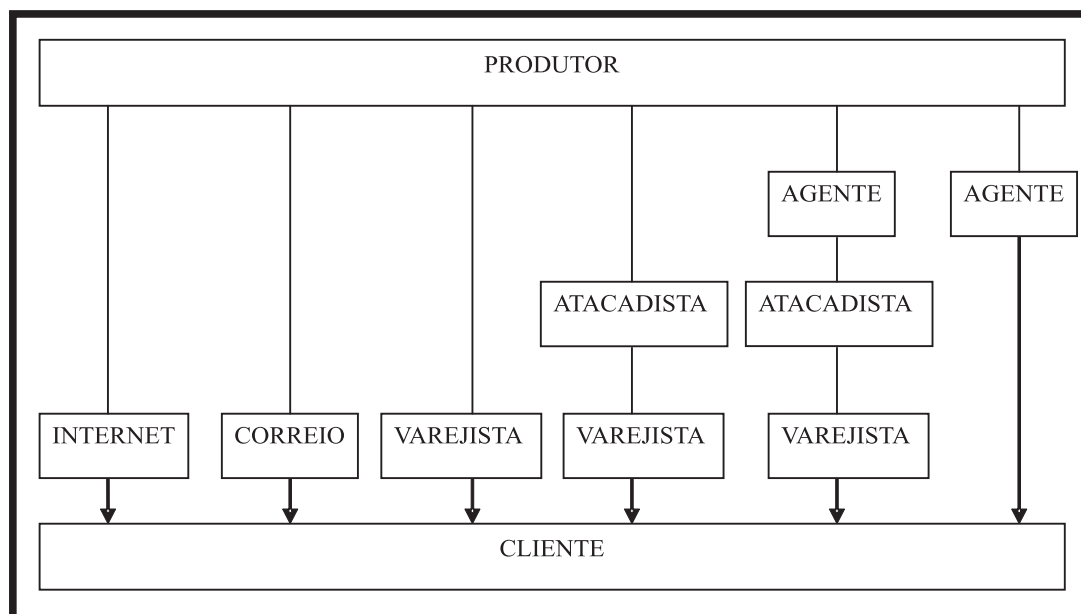 PRODUTOR
AGENTE
AGENTE
ATACADISTA
ATACADISTA
INTERNET
CORREIO
VAREJISTA
VAREJISTA
VAREJISTA
CLIENTE